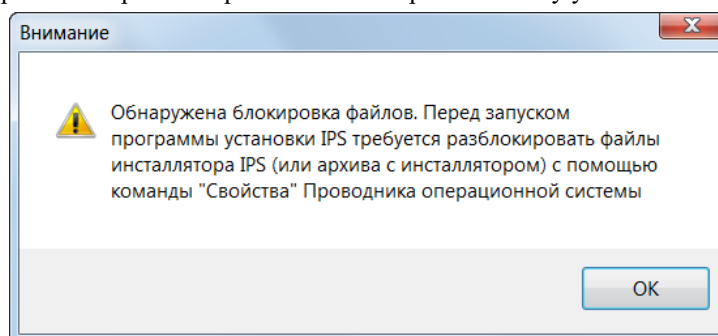 Внимание
Обнаружена блокировка файлов. Перед запуском
программы установки IPS требуется разблокировать файлы
инсталлятора IPS (или архива с инсталлятором) с помощью
команды "Свойства" Проводника операционной системы
OK